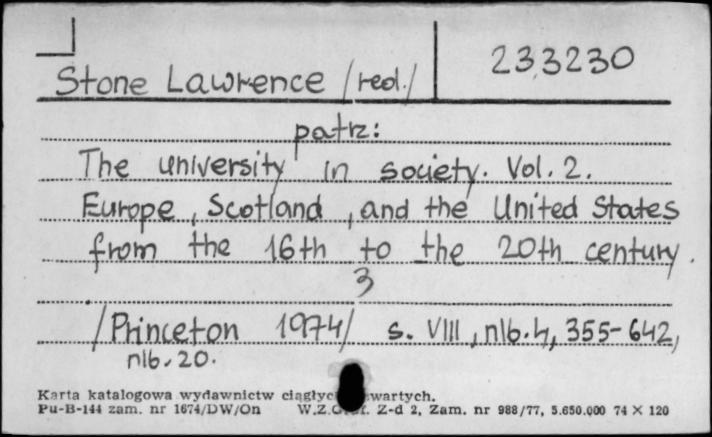 Stone Lawrence /red./ 233230
patrz:
The university in society. Vol. 2.
Europe, Scotland, and the United States
from the 16th to the 20th century.
3
/Princeton 1974/ s. VIII, nlb. 4, 355-642,
nlb. 20.
Karta katalogowa wydawnictw
Pu-B-144 zam. nr 1674/DW/On W.Z. Z-d 2, Zam. nr 988/77, 5.650.000 74 X 120